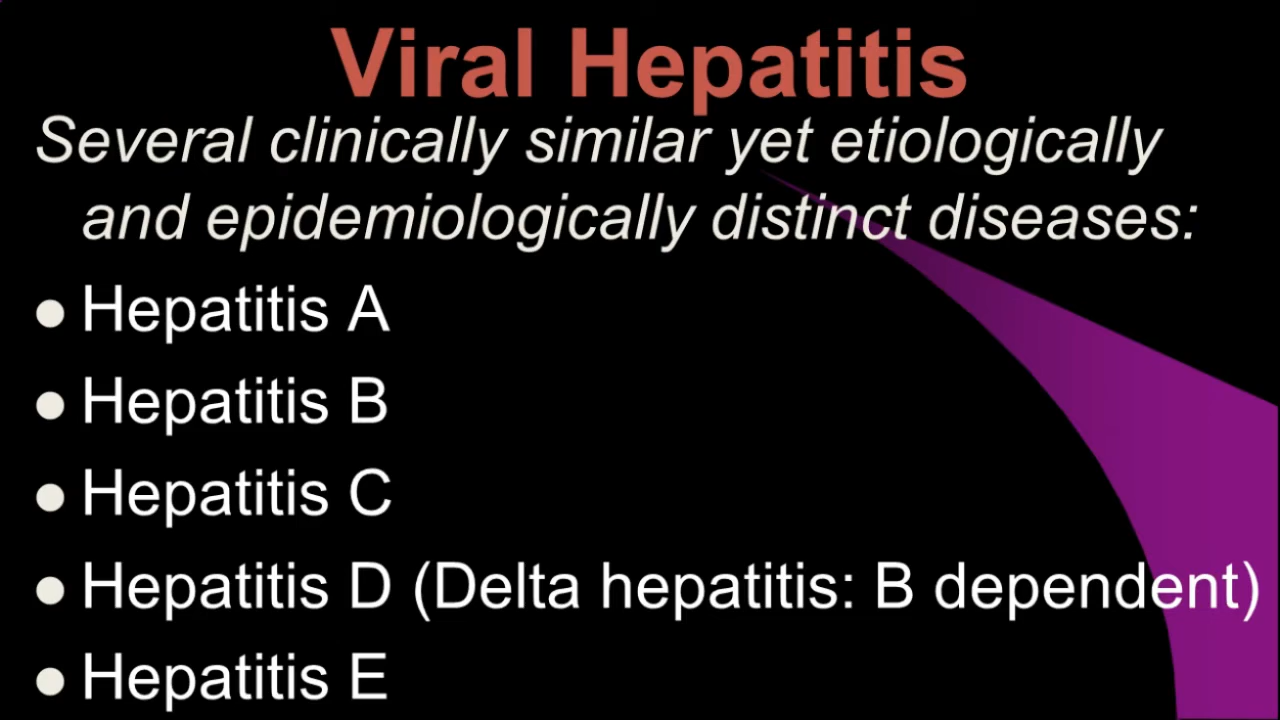 Viral Hepatitis
Several clinically similar yet etiologically
and epidemiologically distinct diseases:
● Hepatitis A
● Hepatitis B
● Hepatitis C
● Hepatitis D (Delta hepatitis: B dependent)
● Hepatitis E